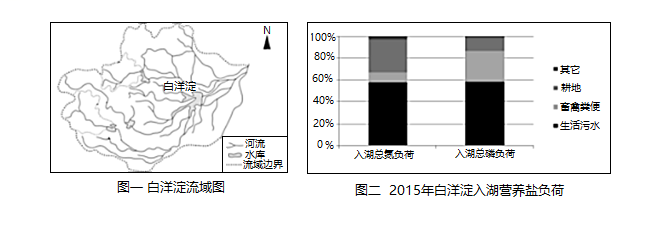 N
白洋淀
河流
水库
流域边界
图一 白洋淀流域图
100%
80%
60%
40%
20%
0 %
入湖总氮负荷
入湖总磷负荷
其它
耕地
畜禽粪便
生活污水
图二 2015年白洋淀入湖营养盐负荷